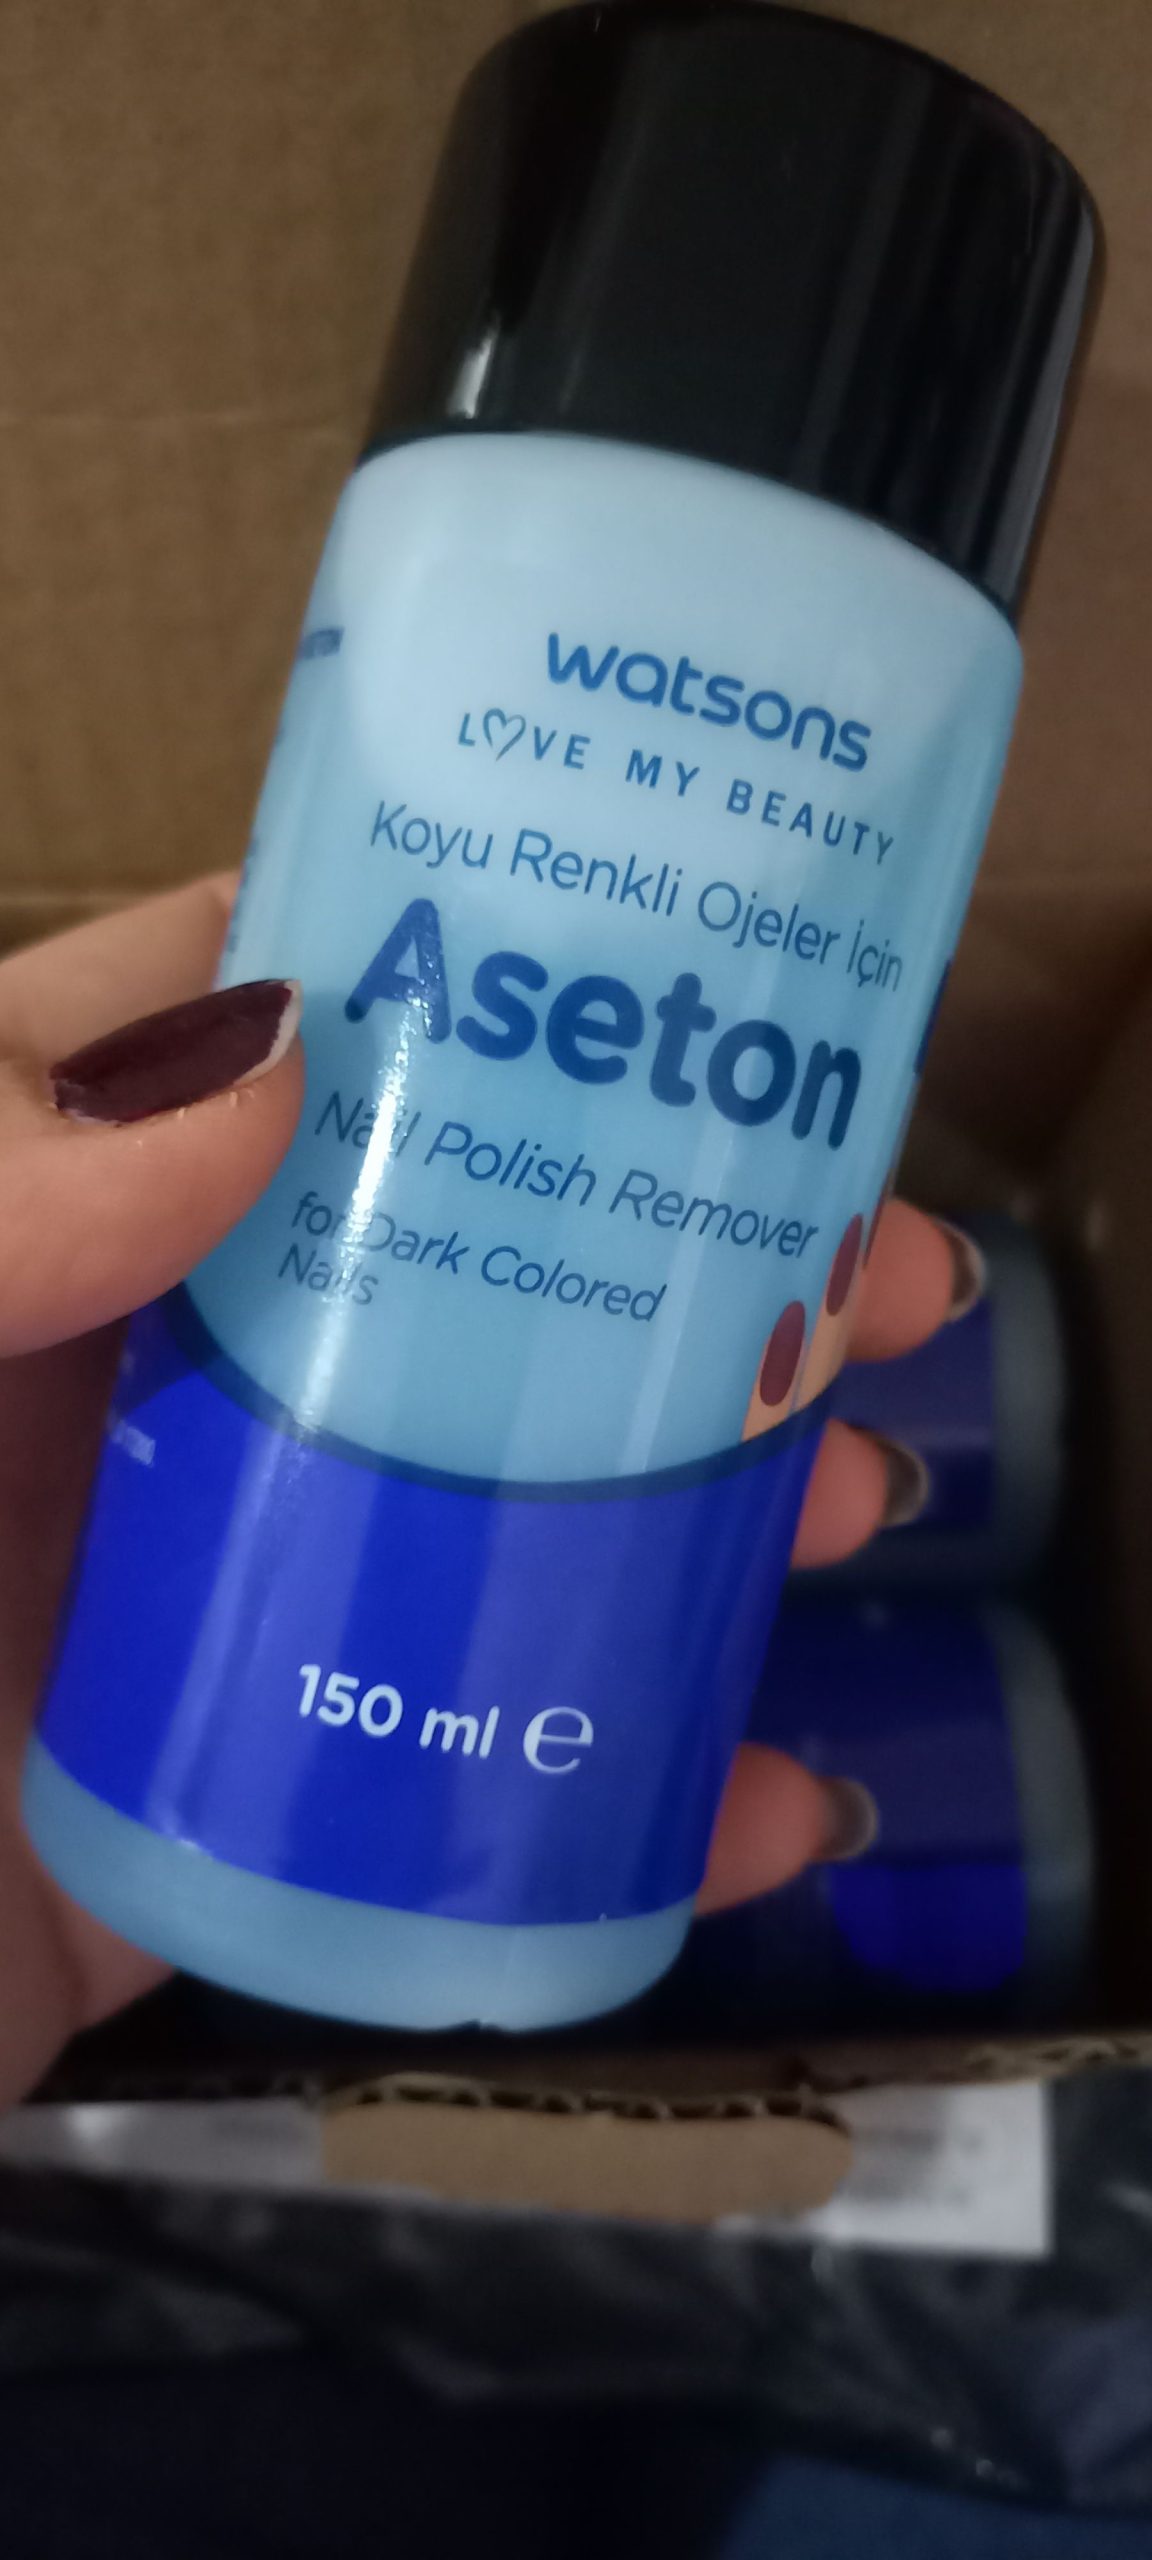 watsons
LOVE MY BEAUTY
Koyu Renkli Ojeler İçin
Aseton
Nail Polish Remover
for Dark Colored
Nails
150 ml ℮